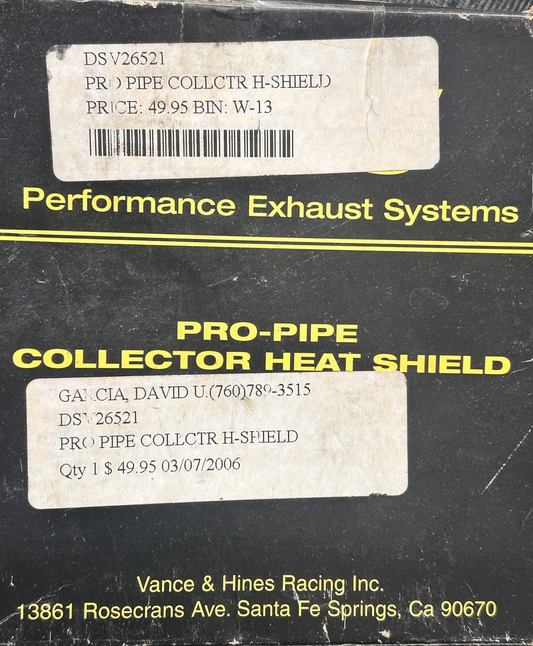 DSV26521
PRO PIPE COLLCTR H-SHIELD
PRICE: 49.95 BIN: W-13
Performance Exhaust Systems
PRO-PIPE
COLLECTOR HEAT SHIELD
GARCIA, DAVID U.(760)789-3515
DSV26521
PRO PIPE COLLCTR H-SHIELD
Qty 1 $ 49.95 03/07/2006
Vance & Hines Racing Inc.
13861 Rosecrans Ave. Santa Fe Springs, Ca 90670